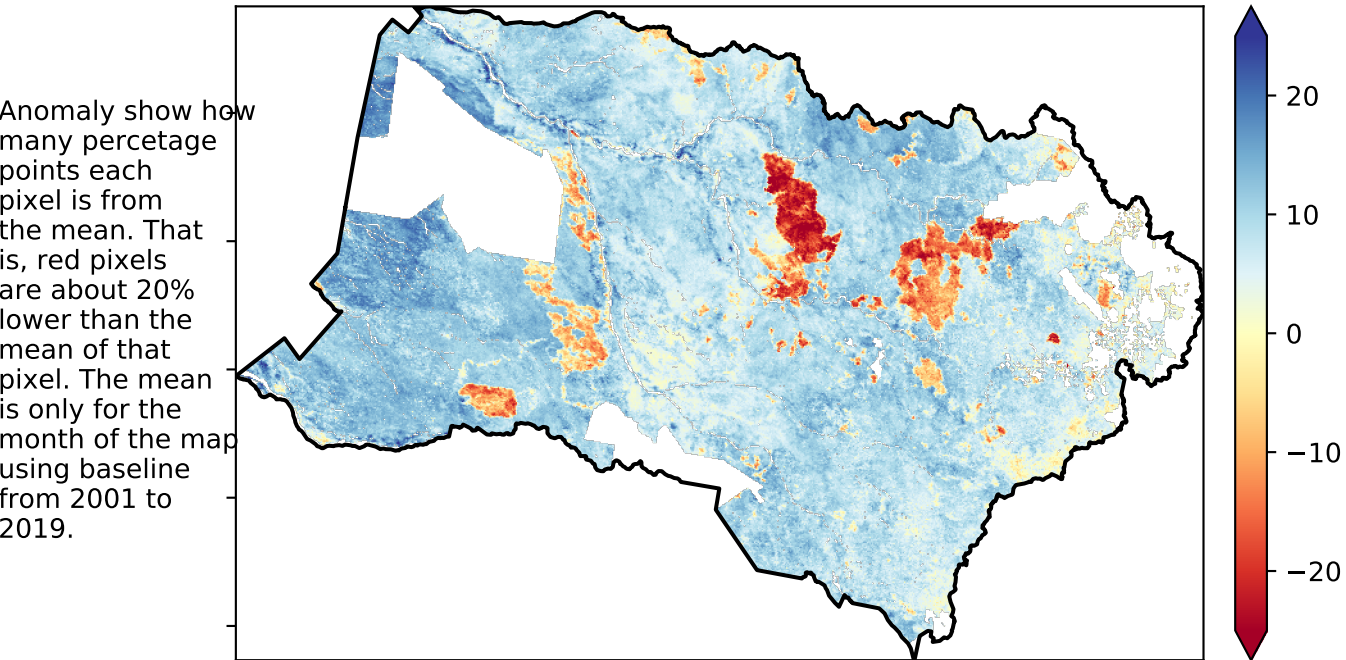 Anomaly show how
many percetage
points each
pixel is from
the mean. That
is, red pixels
are about 20%
lower than the
mean of that
pixel. The mean
is only for the
month of the map
using baseline
from 2001 to
2019.
20
10
0
−10
−20